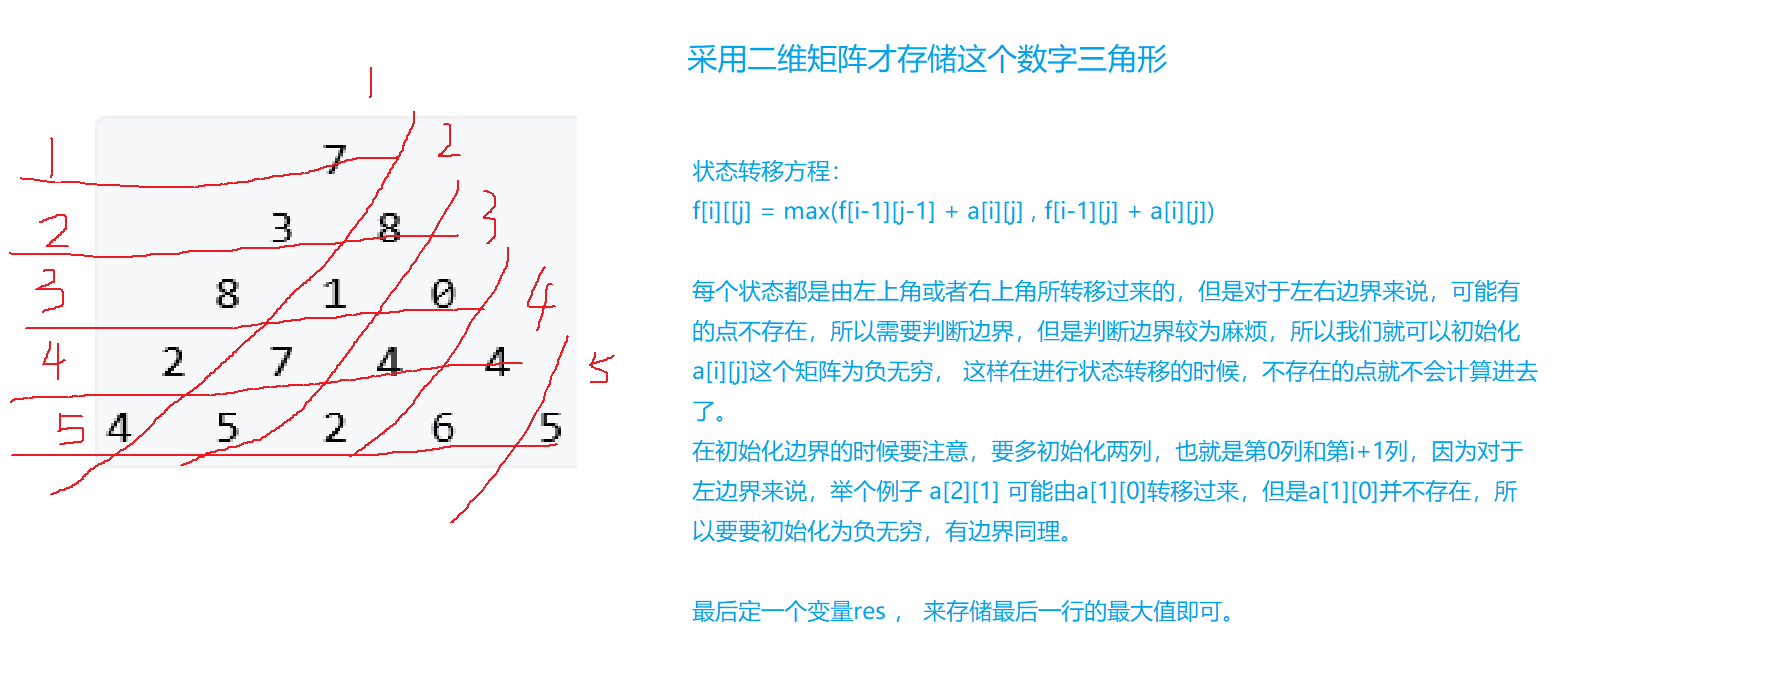 采用二维矩阵才存储这个数字三角形
1
1 7 2
2 3 8 3
3 8 1 0 4
4 2 7 4 4 5
5 4 5 2 6 5
状态转移方程：
f[i][[j] = max(f[i-1][j-1] + a[i][j] , f[i-1][j] + a[i][j])
每个状态都是由左上角或者右上角所转移过来的，但是对于左右边界来说，可能有
的点不存在，所以需要判断边界，但是判断边界较为麻烦，所以我们就可以初始化
a[i][j]这个矩阵为负无穷， 这样在进行状态转移的时候，不存在的点就不会计算进去
了。
在初始化边界的时候要注意，要多初始化两列，也就是第0列和第i+1列，因为对于
左边界来说，举个例子 a[2][1] 可能由a[1][0]转移过来，但是a[1][0]并不存在，所
以要要初始化为负无穷，有边界同理。
最后定一个变量res ， 来存储最后一行的最大值即可。